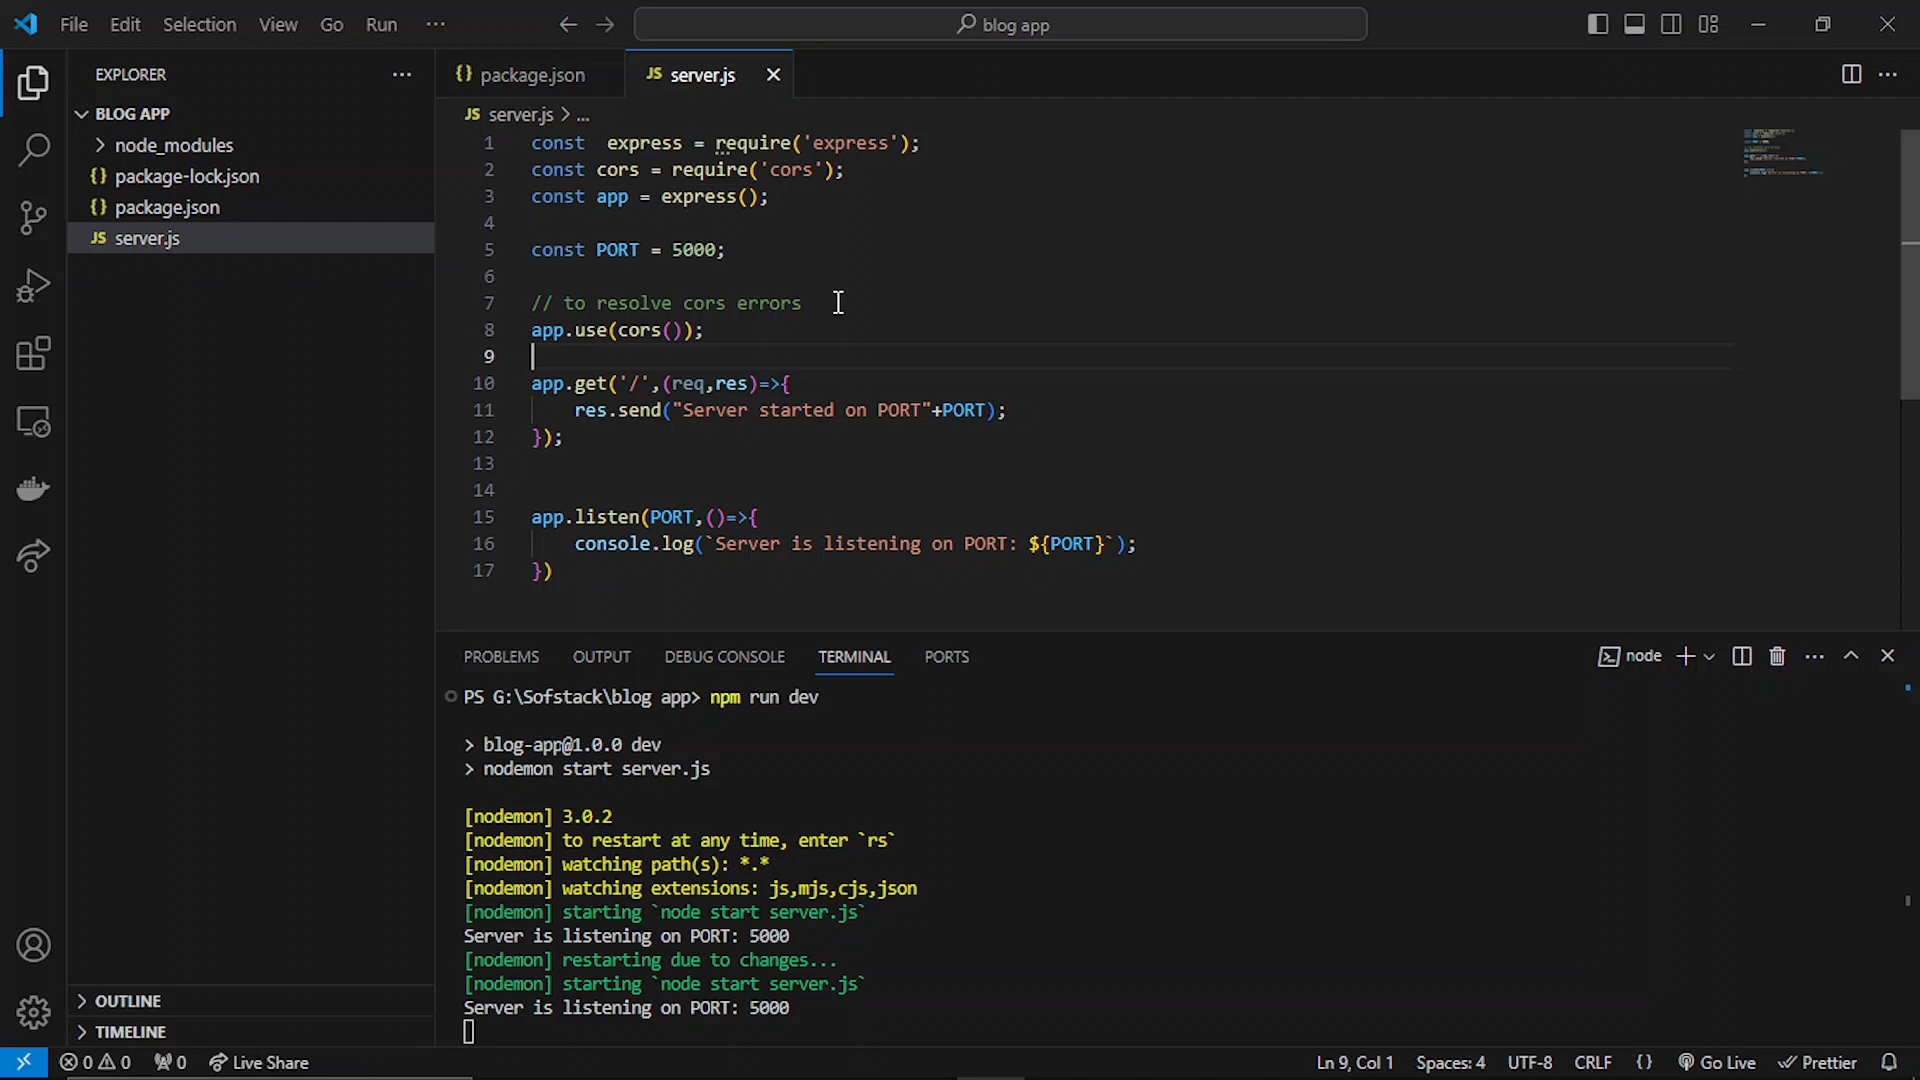 File Edit Selection View Go Run ··· blog app
EXPLORER ···
BLOG APP
node_modules
{} package-lock.json
{} package.json
JS server.js
OUTLINE
TIMELINE
{} package.json JS server.js
JS server.js > ...
1 const  express = require('express');
2 const cors = require('cors');
3 const app = express();
4
5 const PORT = 5000;
6
7 // to resolve cors errors
8 app.use(cors());
9
10 app.get('/',(req,res)=>{
11 res.send("Server started on PORT"+PORT);
12 });
13
14
15 app.listen(PORT,()=>{
16 console.log(`Server is listening on PORT: ${PORT}`);
17 })
PROBLEMS OUTPUT DEBUG CONSOLE TERMINAL PORTS node
PS G:\Sofstack\blog app> npm run dev
> blog-app@1.0.0 dev
> nodemon start server.js
[nodemon] 3.0.2
[nodemon] to restart at any time, enter `rs`
[nodemon] watching path(s): *.*
[nodemon] watching extensions: js,mjs,cjs,json
[nodemon] starting `node start server.js`
Server is listening on PORT: 5000
[nodemon] restarting due to changes...
[nodemon] starting `node start server.js`
Server is listening on PORT: 5000
0 0 0 Live Share Ln 9, Col 1 Spaces: 4 UTF-8 CRLF {} Go Live Prettier